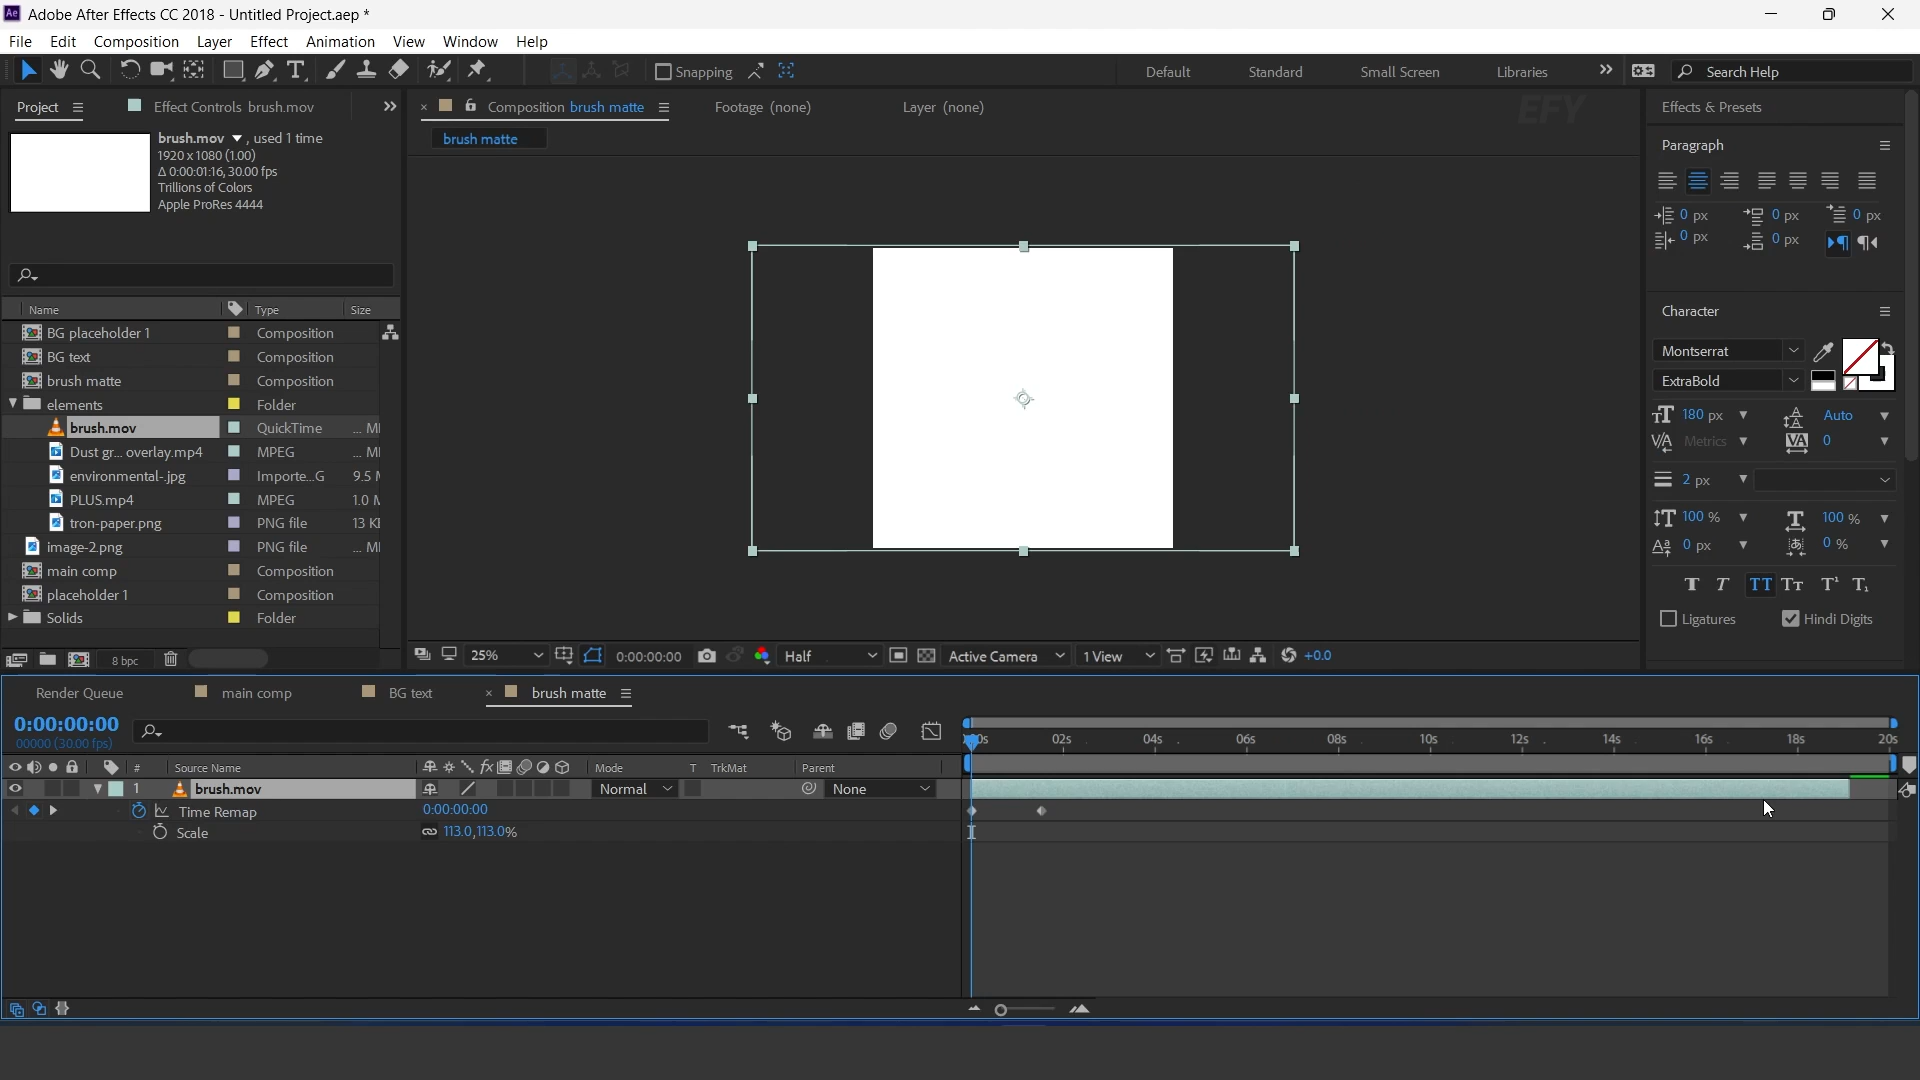 Ae Adobe After Effects CC 2018 - Untitled Project.aep *
File Edit Composition Layer Effect Animation View Window Help
Snapping Default Standard Small Screen Libraries Search Help
Project Effect Controls brush.mov
Composition brush matte Footage (none) Layer (none) EFY
Effects & Presets
brush.mov , used 1 time
1920 x 1080 (1.00)
Δ 0:00:01:16, 30.00 fps
Trillions of Colors
Apple ProRes 4444
brush matte
Paragraph
0 px 0 px 0 px
0 px 0 px
Name Type Size
BG placeholder 1 Composition
BG text Composition
brush matte Composition
elements Folder
brush.mov QuickTime ... MI
Dust gr... overlay.mp4 MPEG ... MI
environmental-.jpg Importe...G 9.5 
PLUS.mp4 MPEG 1.0 
tron-paper.png PNG file 13 KI
image-2.png PNG file ... MI
main comp Composition
placeholder 1 Composition
Solids Folder
8 bpc
25% 0:00:00:00 Half Active Camera 1 View +0.0
Character
Montserrat
ExtraBold
180 px Auto
Metrics 0
2 px
100 % 100 %
0 px 0 %
T T TT Tт T¹ T₁
Ligatures Hindi Digits
Render Queue main comp BG text brush matte
0:00:00:00
00000 (30.00 fps)
02s 04s 06s 08s 10s 12s 14s 16s 18s 20s
# Source Name Mode T TrkMat Parent
1 brush.mov Normal None
Time Remap 0:00:00:00
Scale 113.0,113.0%